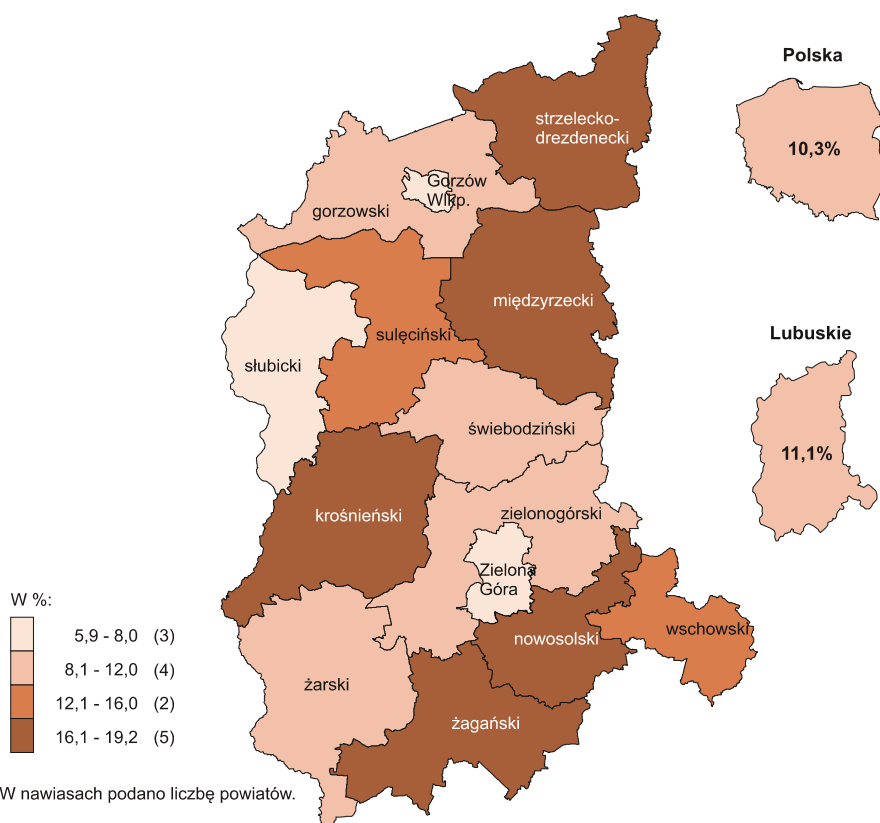 Polska
strzelecko-
drezdenecki
10,3%
Gorzów
Wlkp.
gorzowski
międzyrzecki
Lubuskie
sulęciński
słubicki
świebodziński
11,1%
krośnieński
zielonogórski
Zielona
Góra
W %:
5,9 - 8,0 (3)
8,1 - 12,0 (4)
12,1 - 16,0 (2)
16,1 - 19,2 (5)
wschowski
nowosolski
żarski
żagański
W nawiasach podano liczbę powiatów.